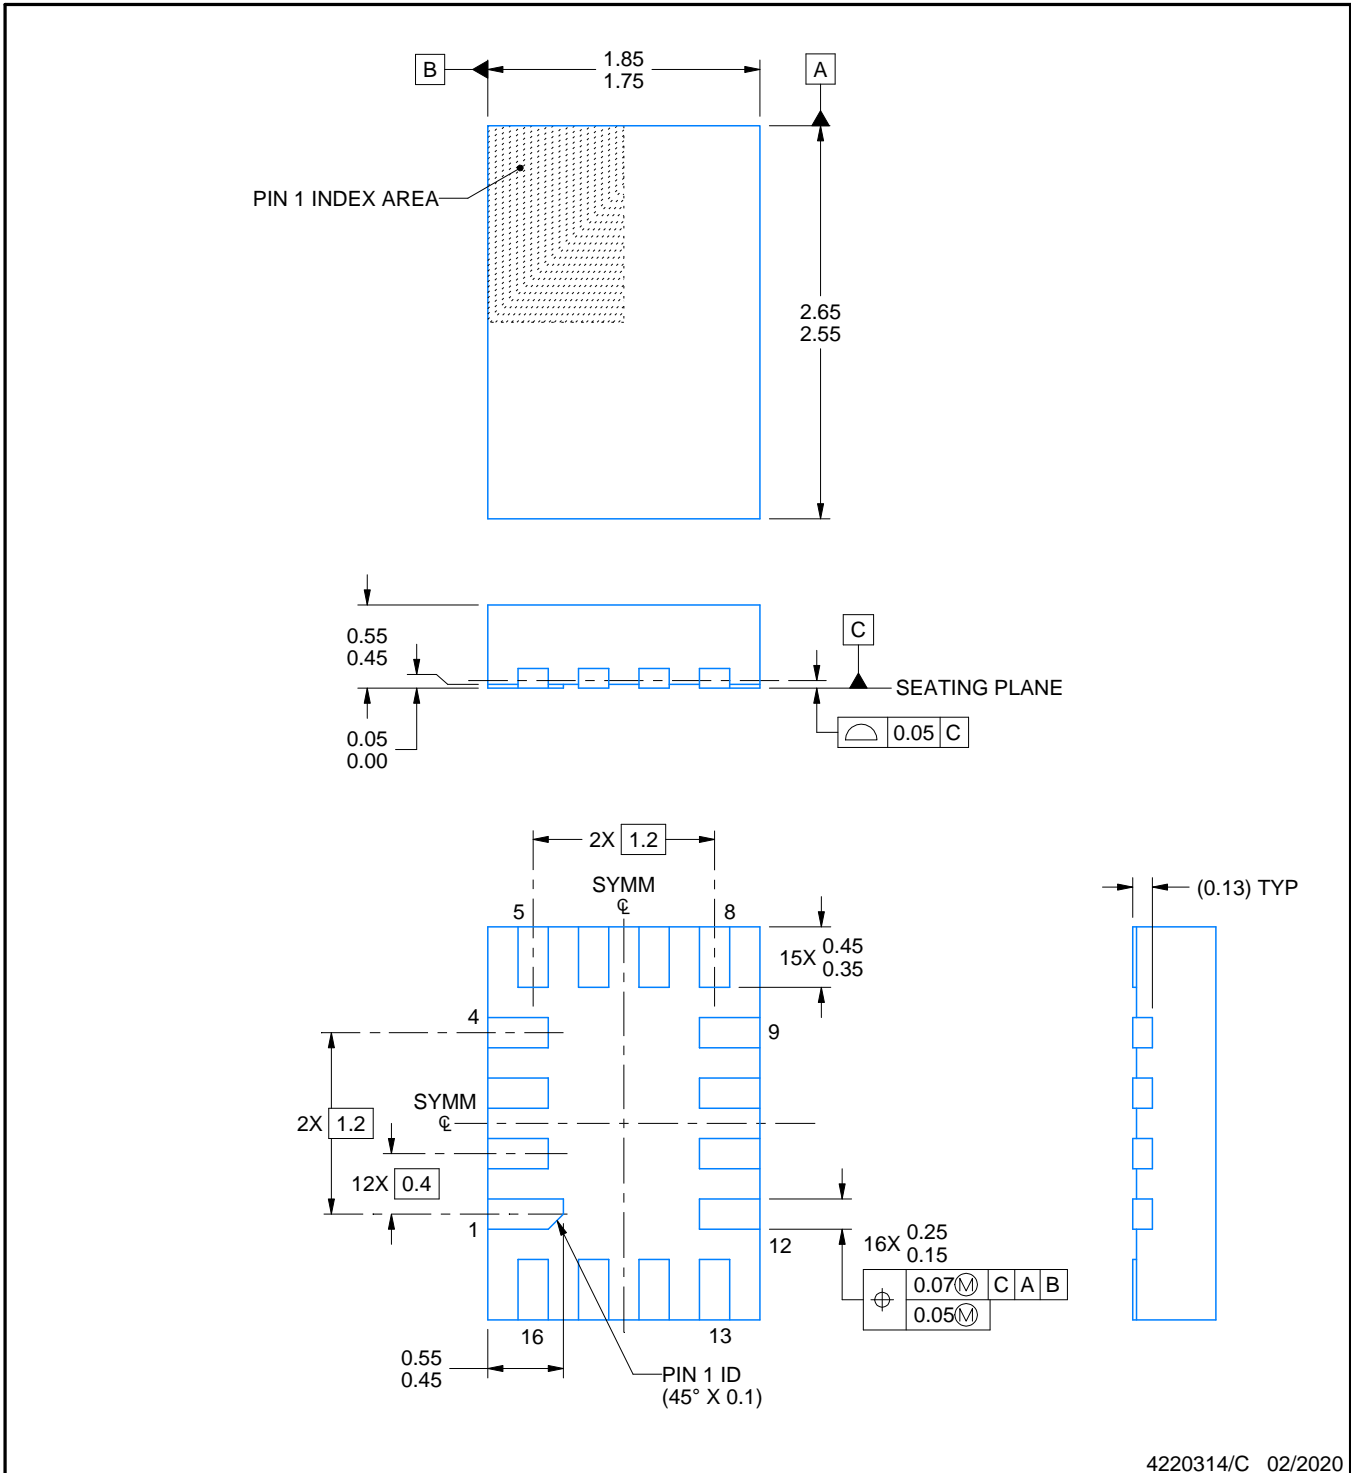 B
1.85
1.75
A
PIN 1 INDEX AREA
2.65
2.55
0.55
0.45
C
SEATING PLANE
0.05 C
0.05
0.00
2X 1.2
(0.13) TYP
SYMM
℄
5
8
15X 0.45
0.35
4
9
SYMM
℄
2X 1.2
12X 0.4
1
12
16X 0.25
0.15
0.07Ⓜ C A B
0.05Ⓜ
16
13
0.55
0.45
PIN 1 ID
(45° X 0.1)
4220314/C 02/2020